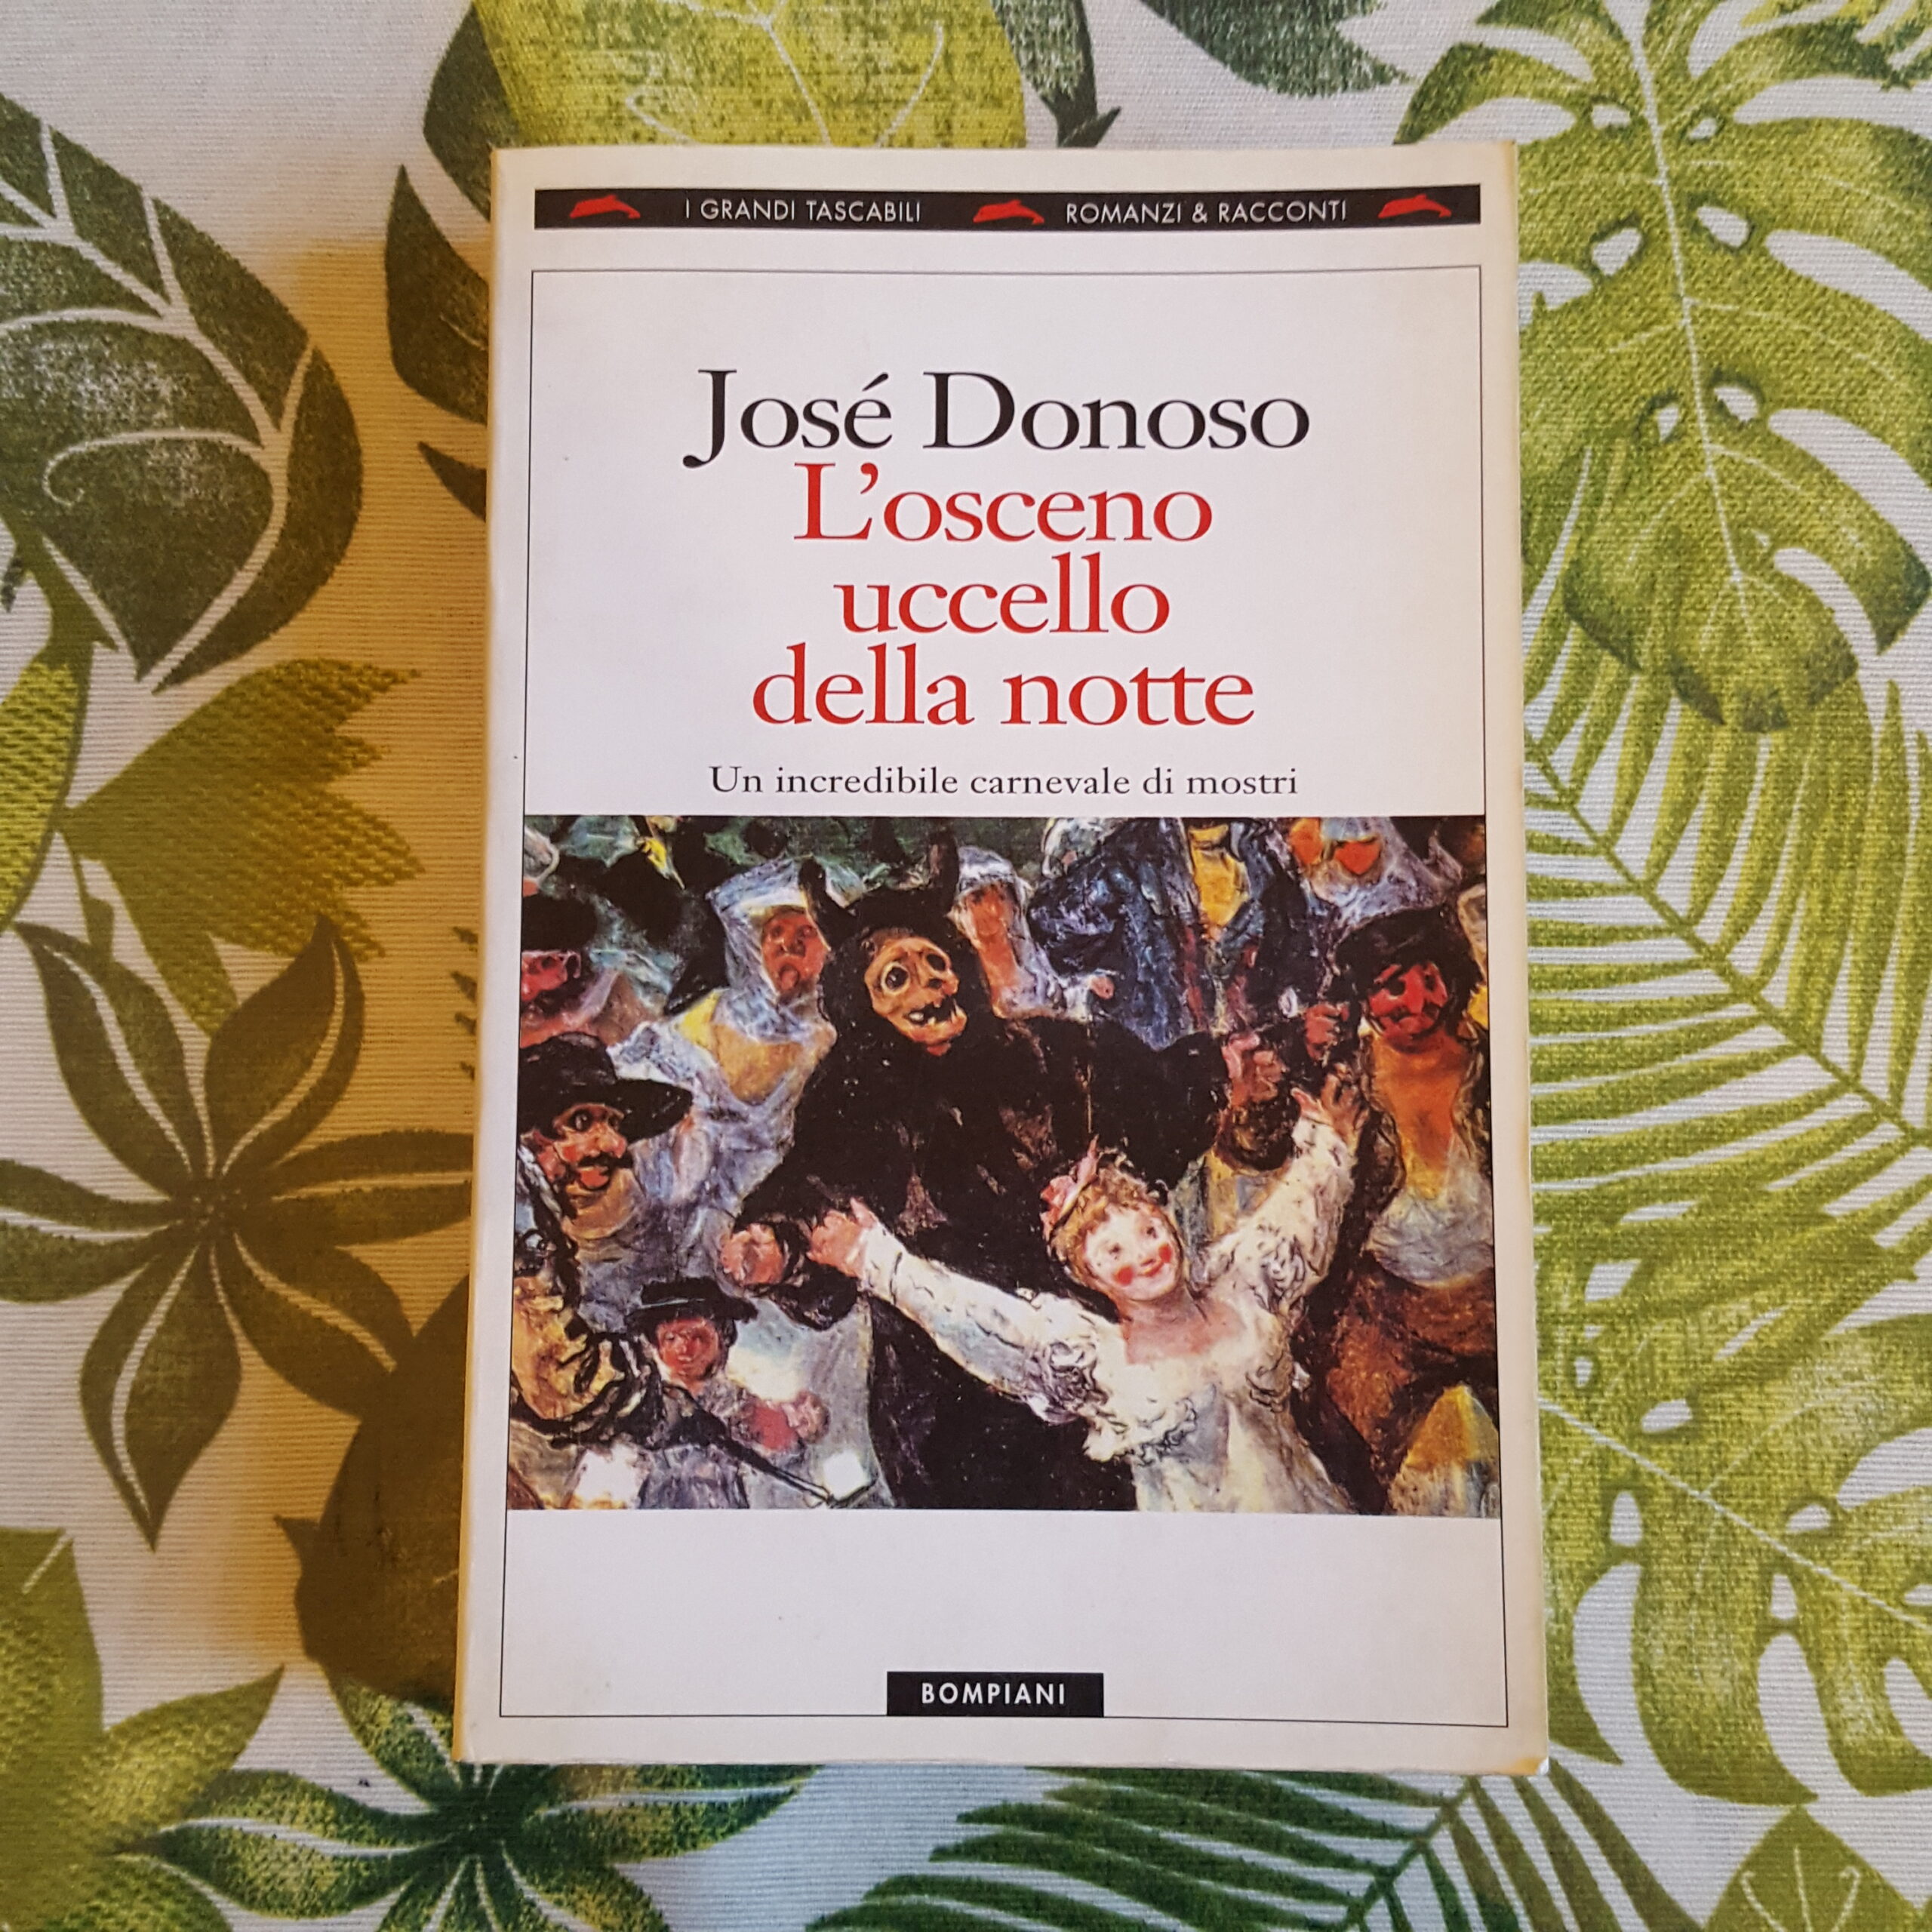 I GRANDI TASCABILI ROMANZI & RACCONTI
José Donoso
L'osceno
uccello
della notte
Un incredibile carnevale di mostri
BOMPIANI